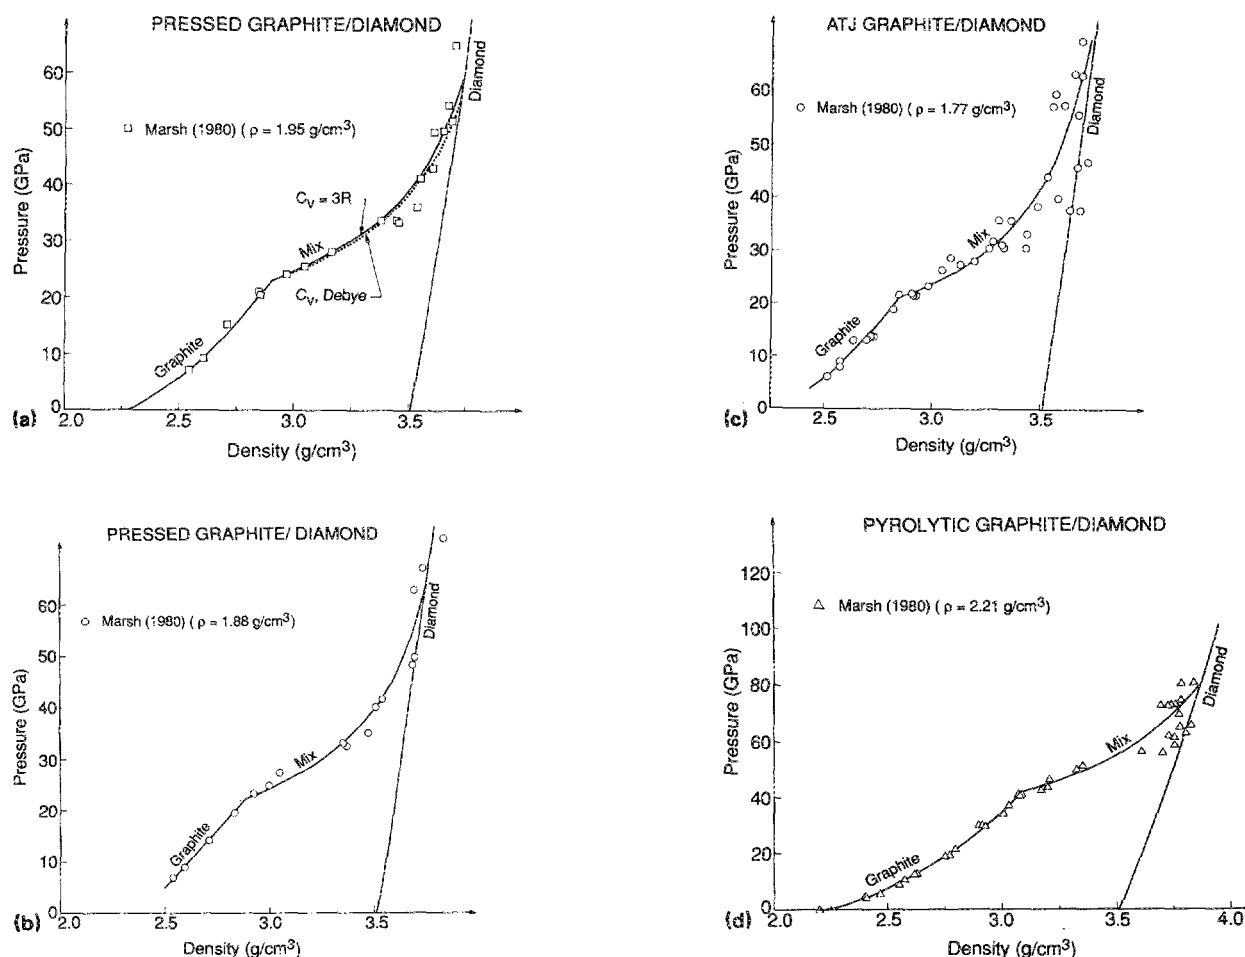 PRESSED GRAPHITE/DIAMOND
Diamond
60
□ Marsh (1980) ( ρ = 1.95 g/cm³)
50
Pressure (GPa)
40
C_V = 3R
30
Mix
20
C_V, Debye
Graphite
10
0
(a)
2.0 2.5 3.0 3.5
Density (g/cm³)
ATJ GRAPHITE/DIAMOND
60
○ Marsh (1980) ( ρ = 1.77 g/cm³)
Diamond
50
Pressure (GPa)
40
30
Mix
20
Graphite
10
0
(c)
2.5 3.0 3.5
Density (g/cm³)
PRESSED GRAPHITE/ DIAMOND
60
○ Marsh (1980) ( ρ = 1.88 g/cm³)
Diamond
50
Pressure (GPa)
40
30
Mix
20
Graphite
10
0
(b)
2.0 2.5 3.0 3.5
Density (g/cm³)
PYROLYTIC GRAPHITE/DIAMOND
120
△ Marsh (1980) ( ρ = 2.21 g/cm³)
100
Pressure (GPa)
80
Diamond
60
Mix
40
20
Graphite
0
(d)
2.0 2.5 3.0 3.5 4.0
Density (g/cm³)